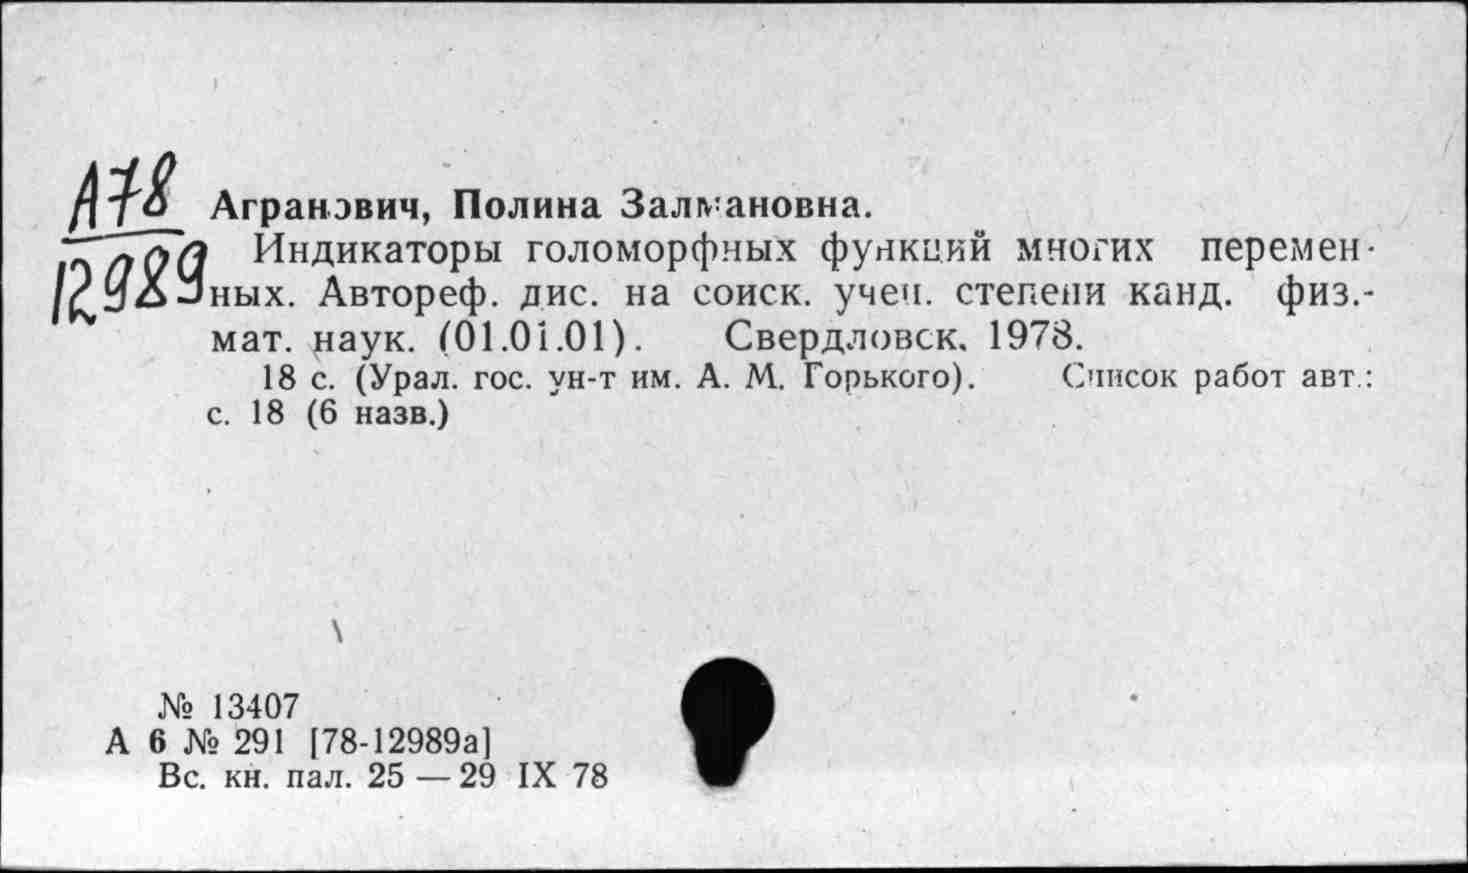 А78
12989
Агранович, Полина Залмановна.
Индикаторы голоморфных функций многих перемен-
ных. Автореф. дис. на соиск. учен. степени канд. физ.-
мат. наук. (01.01.01). Свердловск, 1978.
18 с. (Урал. гос. ун-т им. А. М. Горького). Список работ авт.:
с. 18 (6 назв.)
№ 13407
А 6 № 291 [78-12989а]
Вс. кн. пал. 25 — 29 IX 78